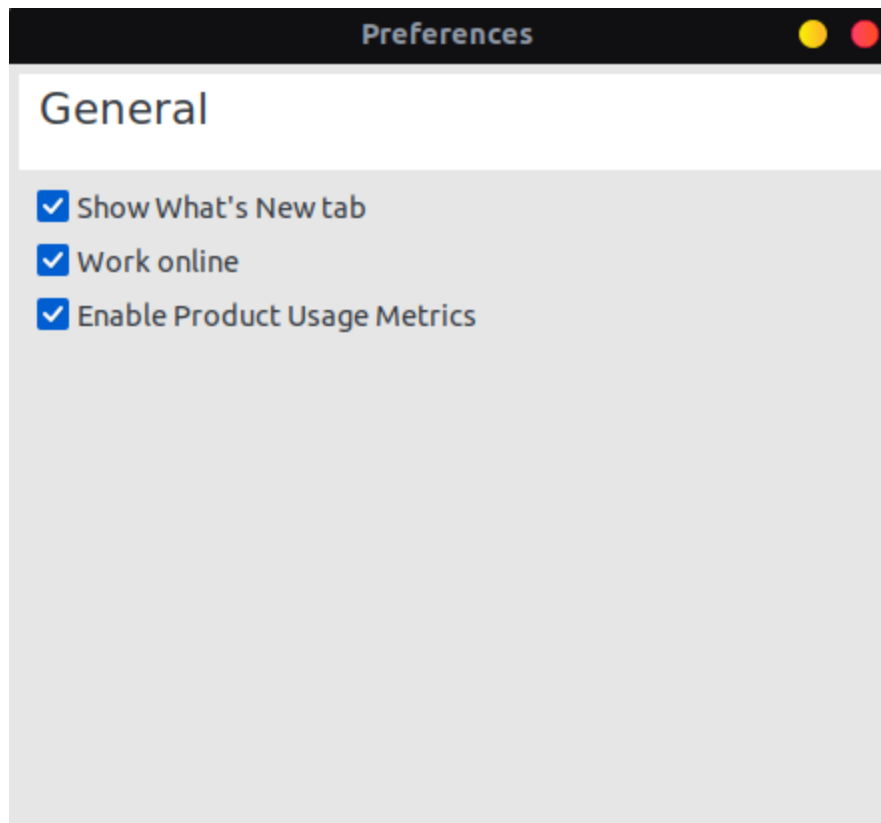 Preferences
General
Show What's New tab
Work online
Enable Product Usage Metrics